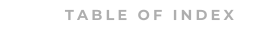 TABLE OF INDEX